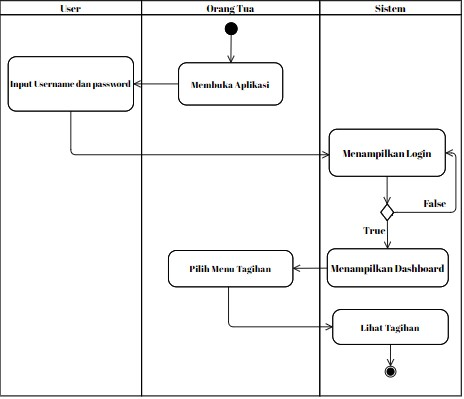 User
Orang Tua
Sistem
Input Username dan password
Membuka Aplikasi
Menampilkan Login
False
True
Pilih Menu Tagihan
Menampilkan Dashboard
Lihat Tagihan